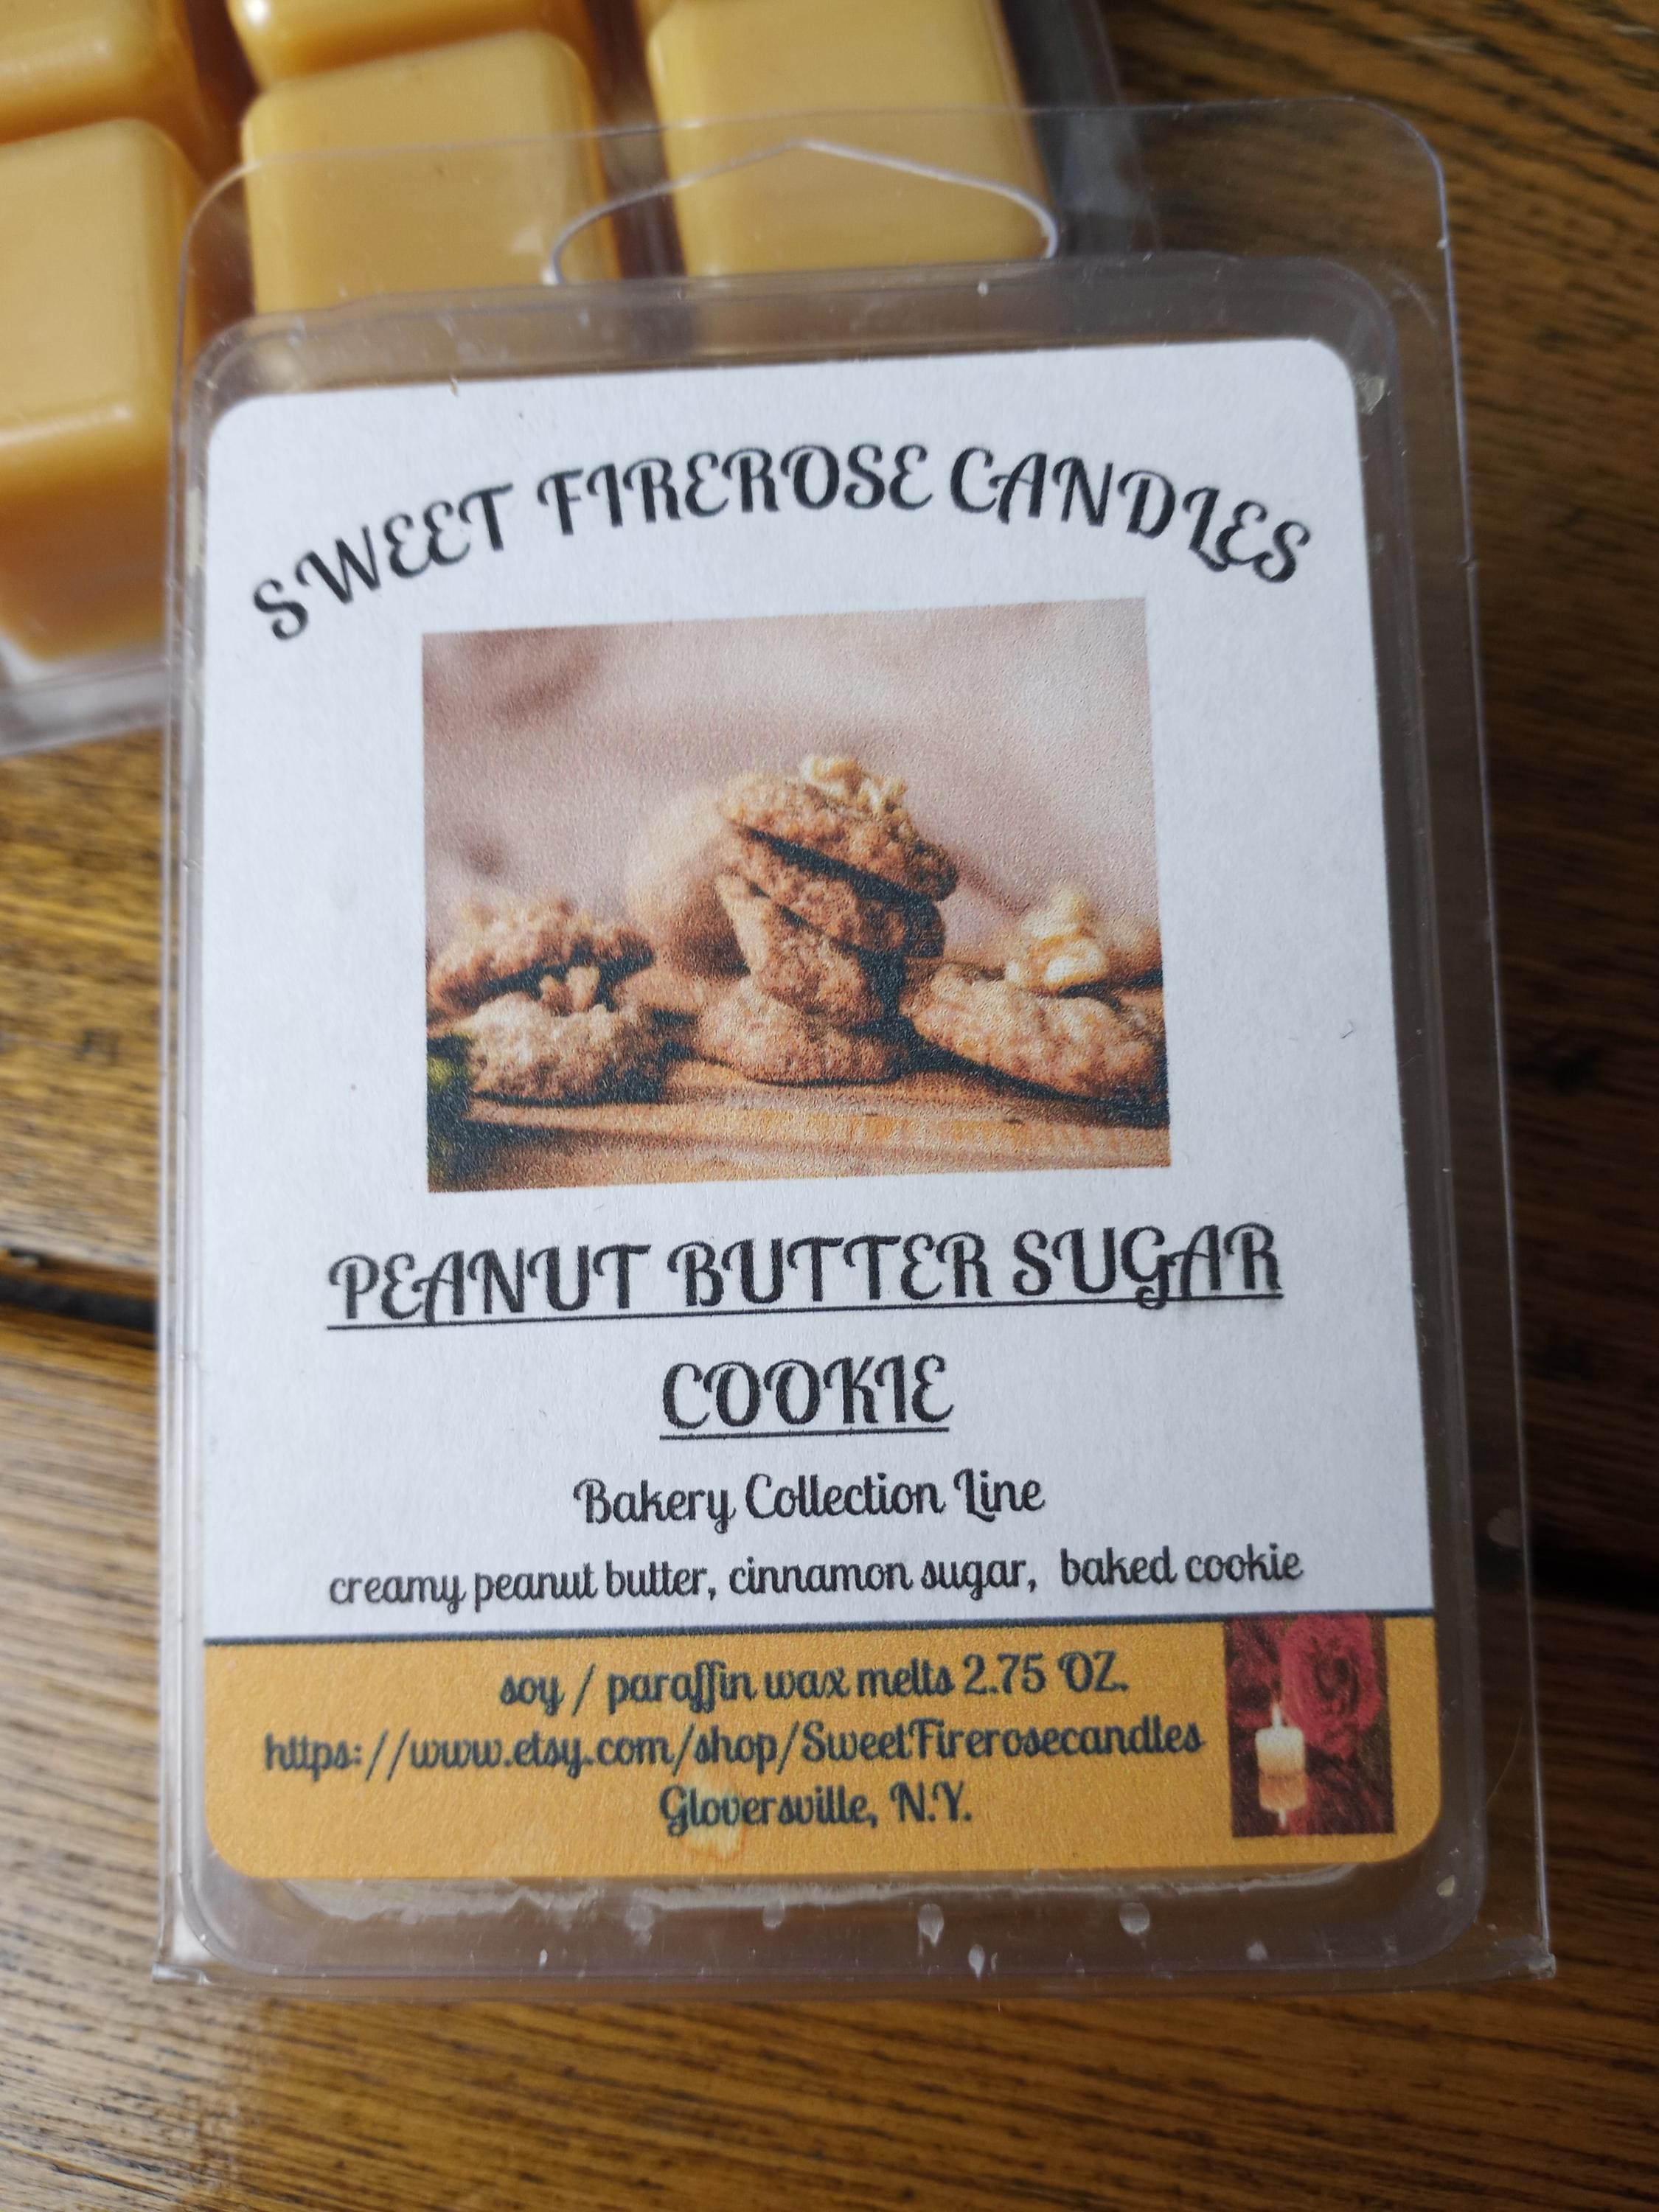 SWEET FIREROSE CANDLES
PEANUT BUTTER SUGAR
COOKIE
Bakery Collection Line
creamy peanut butter, cinnamon sugar, baked cookie
soy / paraffin wax melts 2.75 OZ.
https://www.etsy.com/shop/SweetFirerosecandles
Gloversville, N.Y.